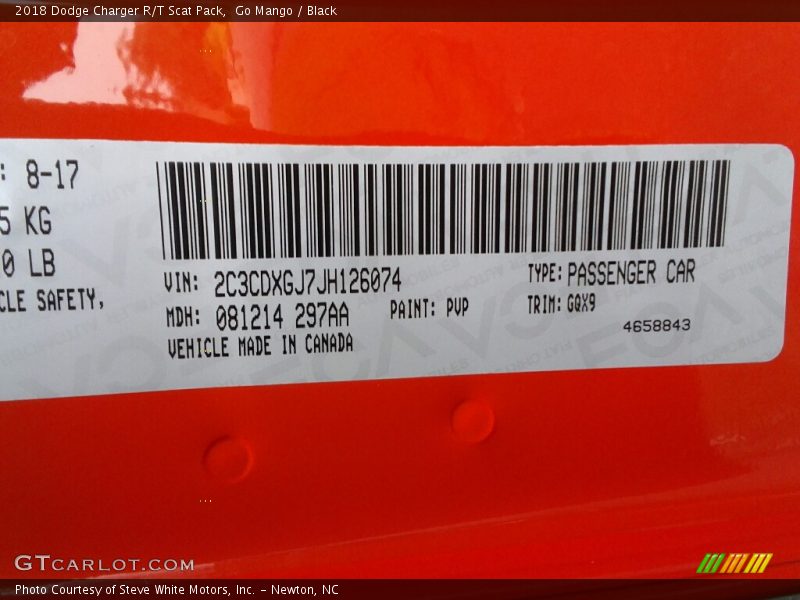 2018 Dodge Charger R/T Scat Pack,  Go Mango / Black
: 8-17
5 KG
0 LB
CLE SAFETY,
VIN: 2C3CDXGJ7JH126074
TYPE: PASSENGER CAR
MDH: 081214 297AA
PAINT: PVP
TRIM: GQX9
4658843
VEHICLE MADE IN CANADA
GTCARLOT.COM
Photo Courtesy of Steve White Motors, Inc. – Newton, NC